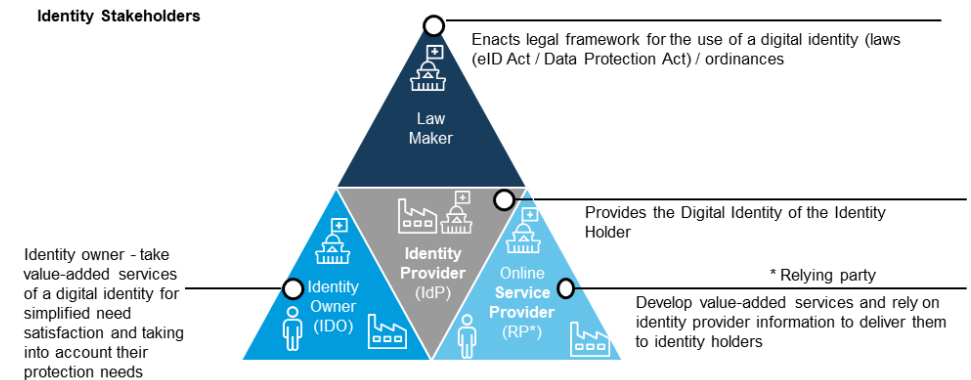 Identity Stakeholders
Enacts legal framework for the use of a digital identity (laws
(eID Act / Data Protection Act) / ordinances
Law
Maker
Provides the Digital Identity of the Identity
Holder
Identity
Provider
(IdP)
Identity owner - take
value-added services
of a digital identity for
simplified need
satisfaction and taking
into account their
protection needs
Identity
Owner
(IDO)
Online
Service
Provider
(RP*)
* Relying party
Develop value-added services and rely on
identity provider information to deliver them
to identity holders